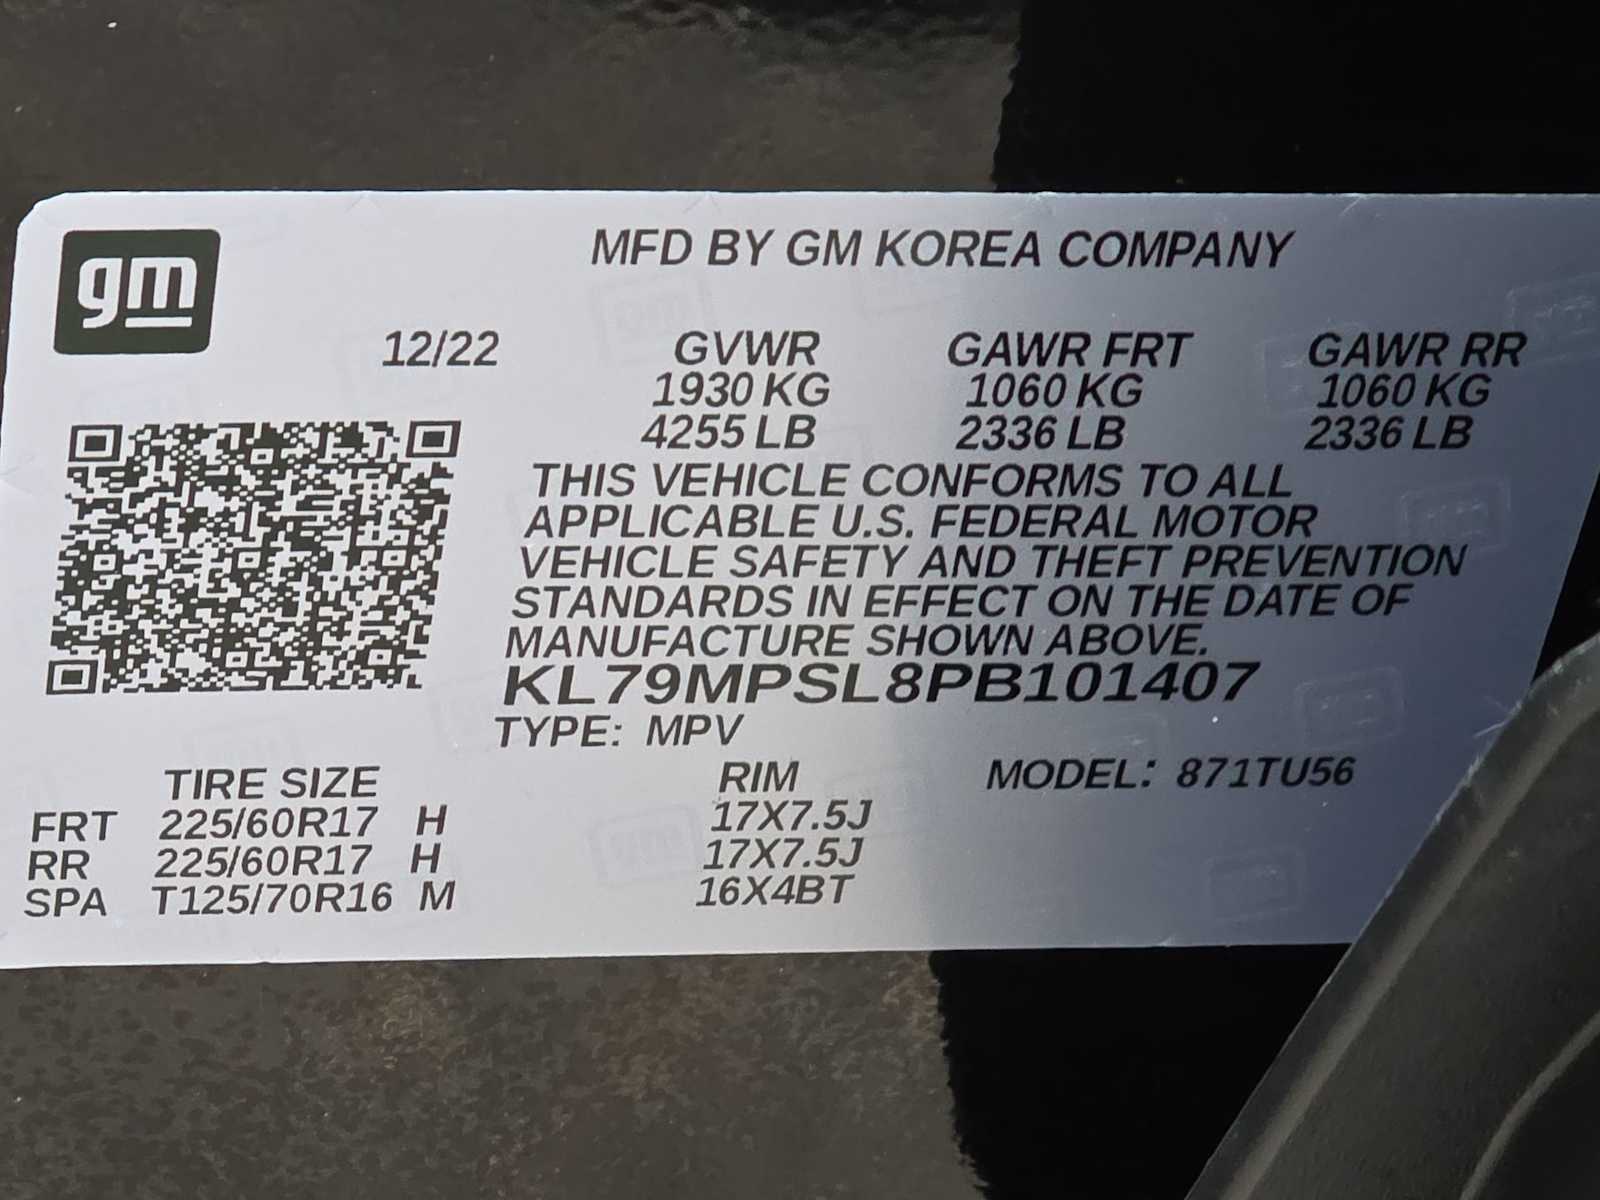 gm
MFD BY GM KOREA COMPANY
12/22 GVWR GAWR FRT GAWR RR
1930 KG 1060 KG 1060 KG
4255 LB 2336 LB 2336 LB
THIS VEHICLE CONFORMS TO ALL
APPLICABLE U.S. FEDERAL MOTOR
VEHICLE SAFETY AND THEFT PREVENTION
STANDARDS IN EFFECT ON THE DATE OF
MANUFACTURE SHOWN ABOVE.
KL79MPSL8PB101407
TYPE: MPV
TIRE SIZE RIM MODEL: 871TU56
FRT 225/60R17 H 17X7.5J
RR 225/60R17 H 17X7.5J
SPA T125/70R16 M 16X4BT